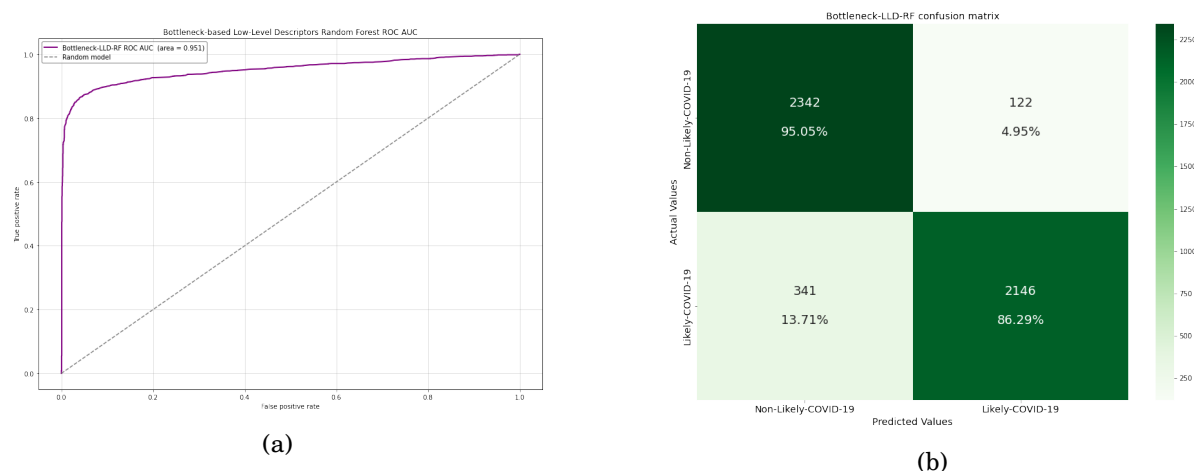 Bottleneck-based Low-Level Descriptors Random Forest ROC AUC
Bottleneck-LLD-RF ROC AUC (area = 0.951)
Random model
1.0
0.8
0.6
0.4
0.2
0.0
True positive rate
0.0 0.2 0.4 0.6 0.8 1.0
False positive rate
(a)
Bottleneck-LLD-RF confusion matrix
Actual Values
Non-Likely-COVID-19
Likely-COVID-19
2342 122
95.05% 4.95%
341 2146
13.71% 86.29%
Non-Likely-COVID-19 Likely-COVID-19
Predicted Values
2250
2000
1750
1500
1250
1000
750
500
250
(b)